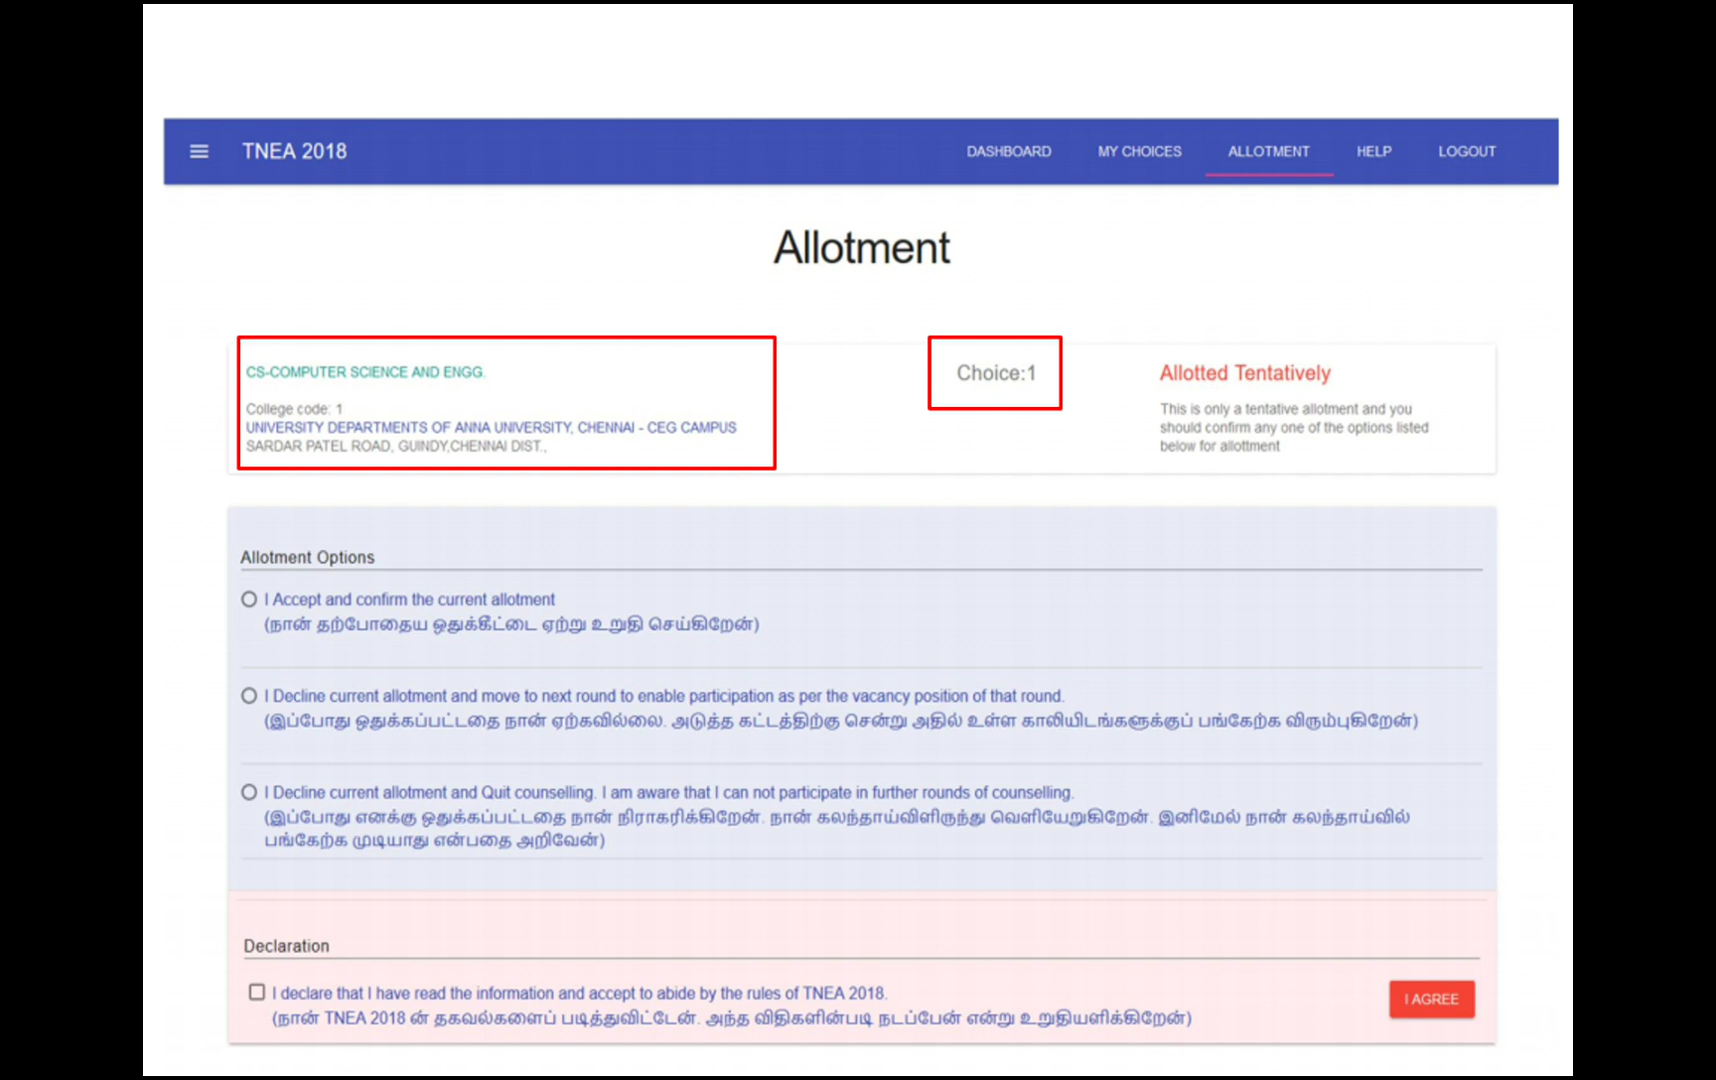 TNEA 2018
DASHBOARD
MY CHOICES
ALLOTMENT
HELP
LOGOUT
Allotment
CS-COMPUTER SCIENCE AND ENGG.
College code: 1
UNIVERSITY DEPARTMENTS OF ANNA UNIVERSITY, CHENNAI - CEG CAMPUS
SARDAR PATEL ROAD, GUINDY,CHENNAI DIST.,
Choice:1
Allotted Tentatively
This is only a tentative allotment and you
should confirm any one of the options listed
below for allottment
Allotment Options
I Accept and confirm the current allotment
(நான் தற்போதைய ஒதுக்கீட்டை ஏற்று உறுதி செய்கிறேன்)
I Decline current allotment and move to next round to enable participation as per the vacancy position of that round.
(இப்போது ஒதுக்கப்பட்டதை நான் ஏற்கவில்லை. அடுத்த கட்டத்திற்கு சென்று அதில் உள்ள காலியிடங்களுக்குப் பங்கேற்க விரும்புகிறேன்)
I Decline current allotment and Quit counselling. I am aware that I can not participate in further rounds of counselling.
(இப்போது எனக்கு ஒதுக்கப்பட்டதை நான் நிராகரிக்கிறேன். நான் கலந்தாய்விளிருந்து வெளியேறுகிறேன். இனிமேல் நான் கலந்தாய்வில்
பங்கேற்க முடியாது என்பதை அறிவேன்)
Declaration
I declare that I have read the information and accept to abide by the rules of TNEA 2018.
(நான் TNEA 2018 ன் தகவல்களைப் படித்துவிட்டேன். அந்த விதிகளின்படி நடப்பேன் என்று உறுதியளிக்கிறேன்)
I AGREE